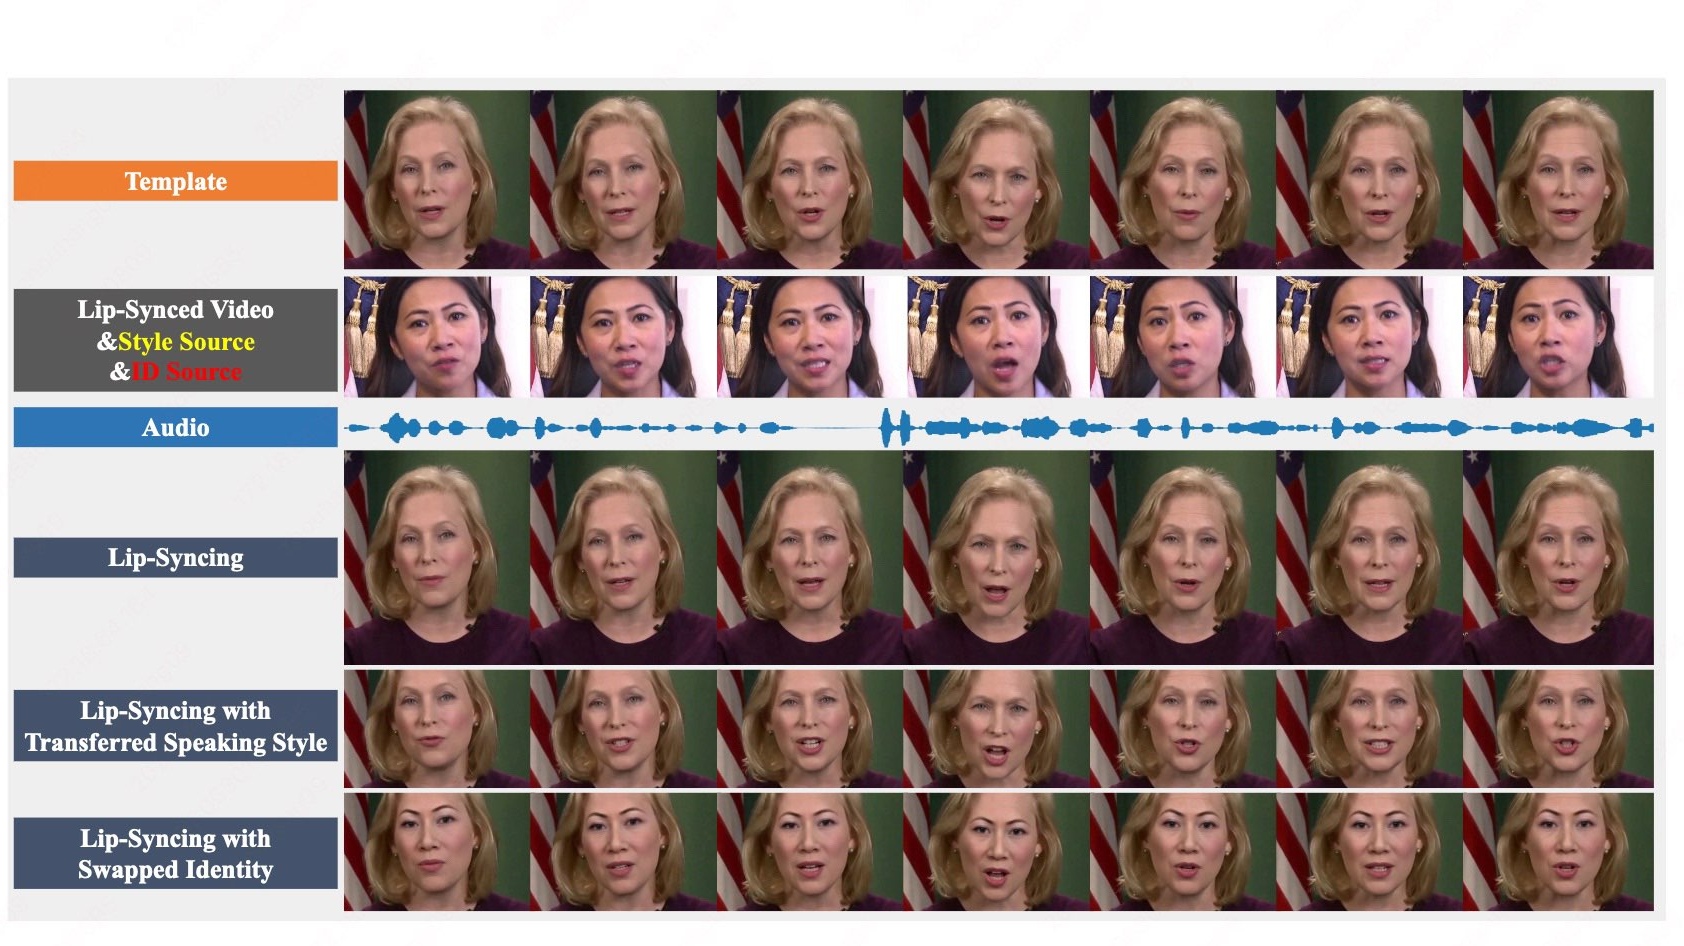 Template
Lip-Synced Video
&Style Source
&ID Source
Audio
Lip-Syncing
Lip-Syncing with
Transferred Speaking Style
Lip-Syncing with
Swapped Identity